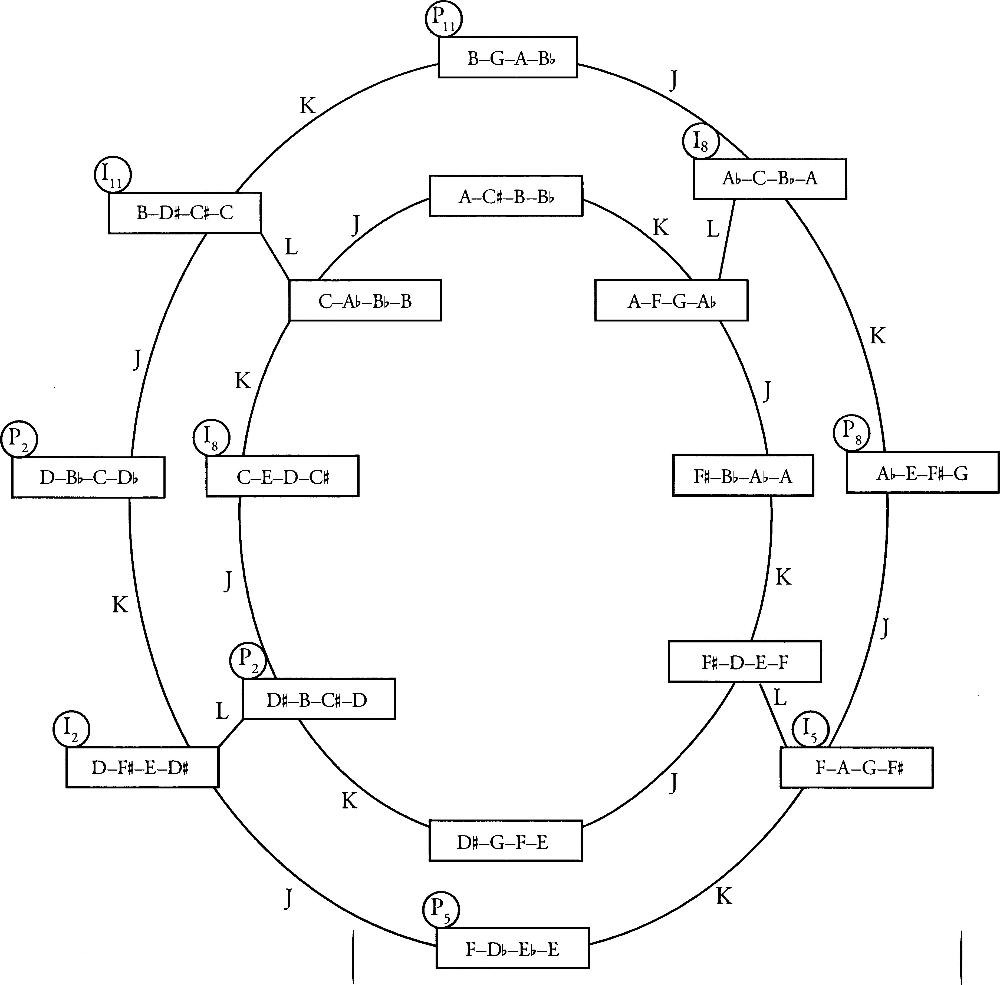 P11
B–G–A–B♭
J
K
I8
A♭–C–B♭–A
I11
B–D♯–C♯–C
A–C♯–B–B♭
J
K
L
L
C–A♭–B♭–B
A–F–G–A♭
K
J
K
J
P2
D–B♭–C–D♭
I8
C–E–D–C♯
F♯–B♭–A♭–A
P8
A♭–E–F♯–G
J
K
K
J
P2
D♯–B–C♯–D
F♯–D–E–F
L
L
I2
D–F♯–E–D♯
I5
F–A–G–F♯
K
J
D♯–G–F–E
J
K
P5
F–D♭–E♭–E